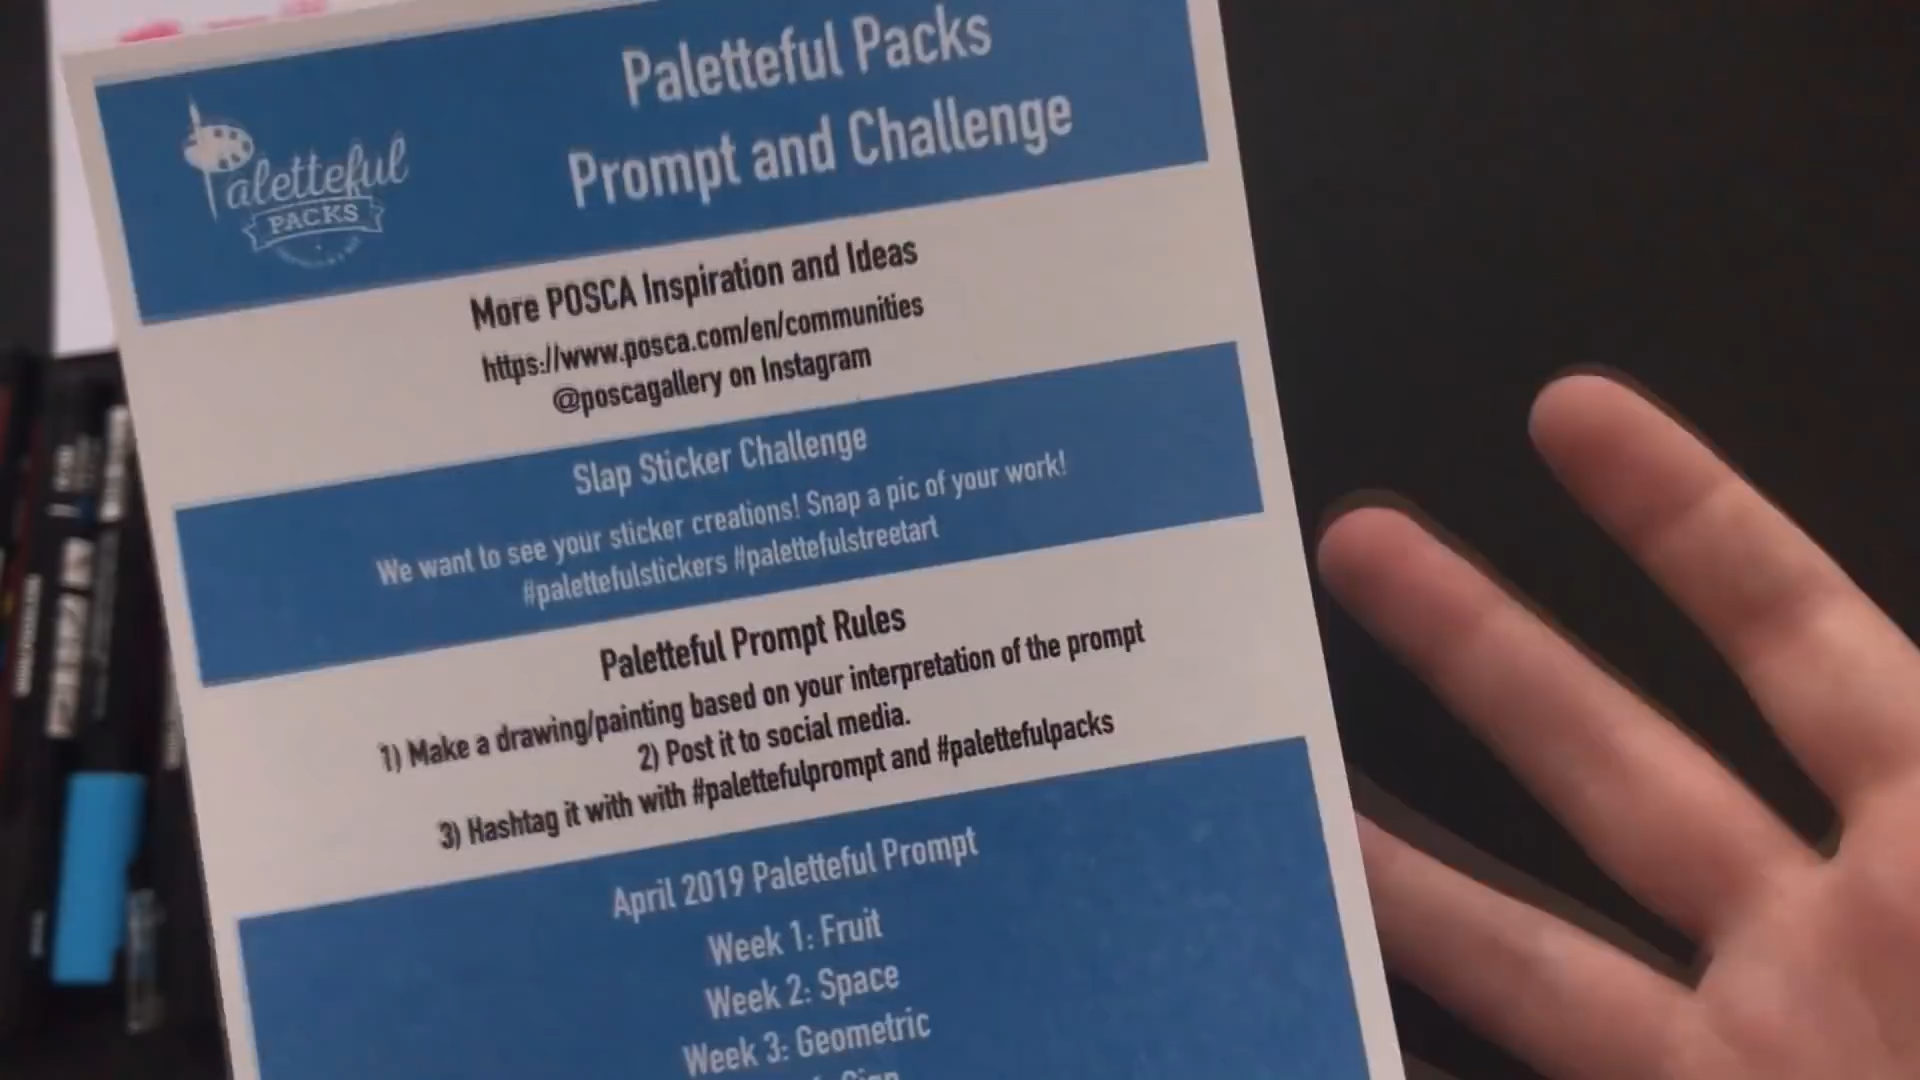 Paletteful Packs
Prompt and Challenge
Paletteful
PACKS
More POSCA Inspiration and Ideas
https://www.posca.com/en/communities
@poscagallery on Instagram
Slap Sticker Challenge
We want to see your sticker creations! Snap a pic of your work!
#palettefulstickers #palettefulstreetart
Paletteful Prompt Rules
1) Make a drawing/painting based on your interpretation of the prompt
2) Post it to social media.
3) Hashtag it with with #palettefulprompt and #palettefulpacks
April 2019 Paletteful Prompt
Week 1: Fruit
Week 2: Space
Week 3: Geometric